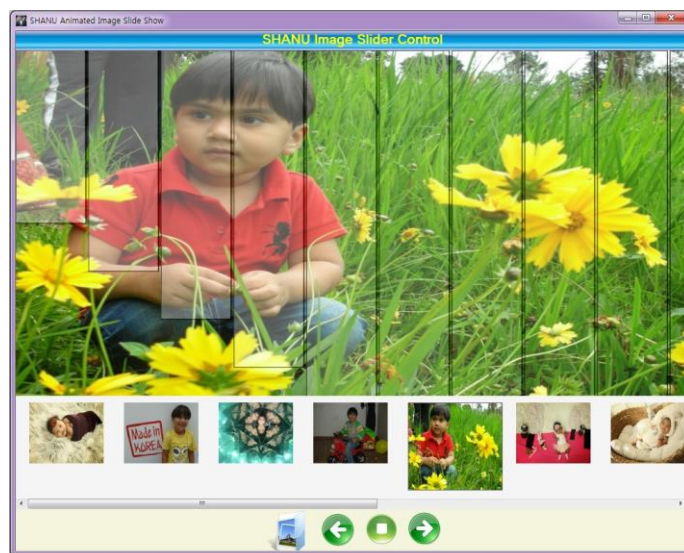 SHANU Animated Image Slide Show
SHANU Image Slider Control
Made in
KOREA